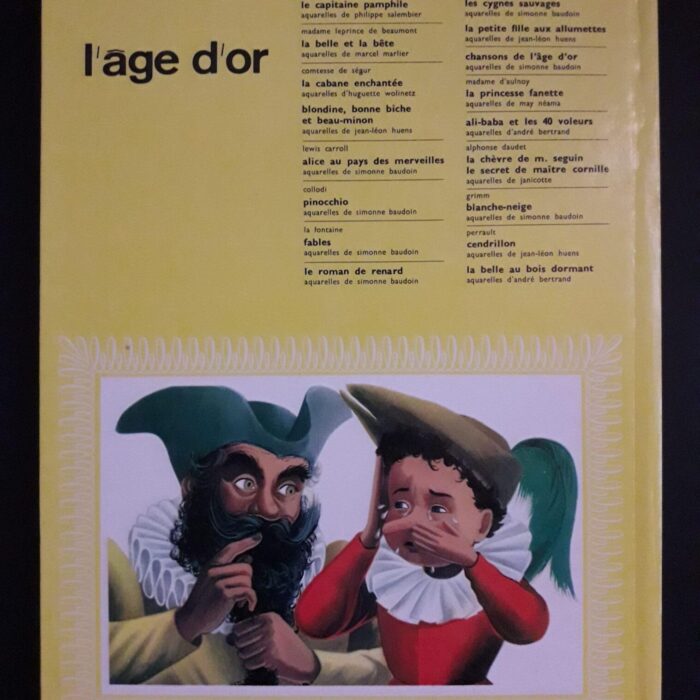 l'âge d'or
le capitaine pamphile
aquarelles de philippe salembier
madame leprince de beaumont
la belle et la bête
aquarelles de marcel marlier
comtesse de ségur
la cabane enchantée
aquarelles d'huguette wolinetz
blondine, bonne biche
et beau-minon
aquarelles de jean-léon huens
lewis carroll
alice au pays des merveilles
aquarelles de simonne baudoin
collodi
pinocchio
aquarelles de simonne baudoin
la fontaine
fables
aquarelles de simonne baudoin
le roman de renard
aquarelles de simonne baudoin
les cygnes sauvages
aquarelles de simonne baudoin
la petite fille aux allumettes
aquarelles de jean-léon huens
chansons de l'âge d'or
aquarelles de simonne baudoin
madame d'aulnoy
la princesse fanette
aquarelles de may néama
ali-baba et les 40 voleurs
aquarelles d'andré bertrand
alphonse daudet
la chèvre de m. seguin
le secret de maître cornille
aquarelles de janicotte
grimm
blanche-neige
aquarelles de simonne baudoin
perrault
cendrillon
aquarelles de jean-léon huens
la belle au bois dormant
aquarelles d'andré bertrand